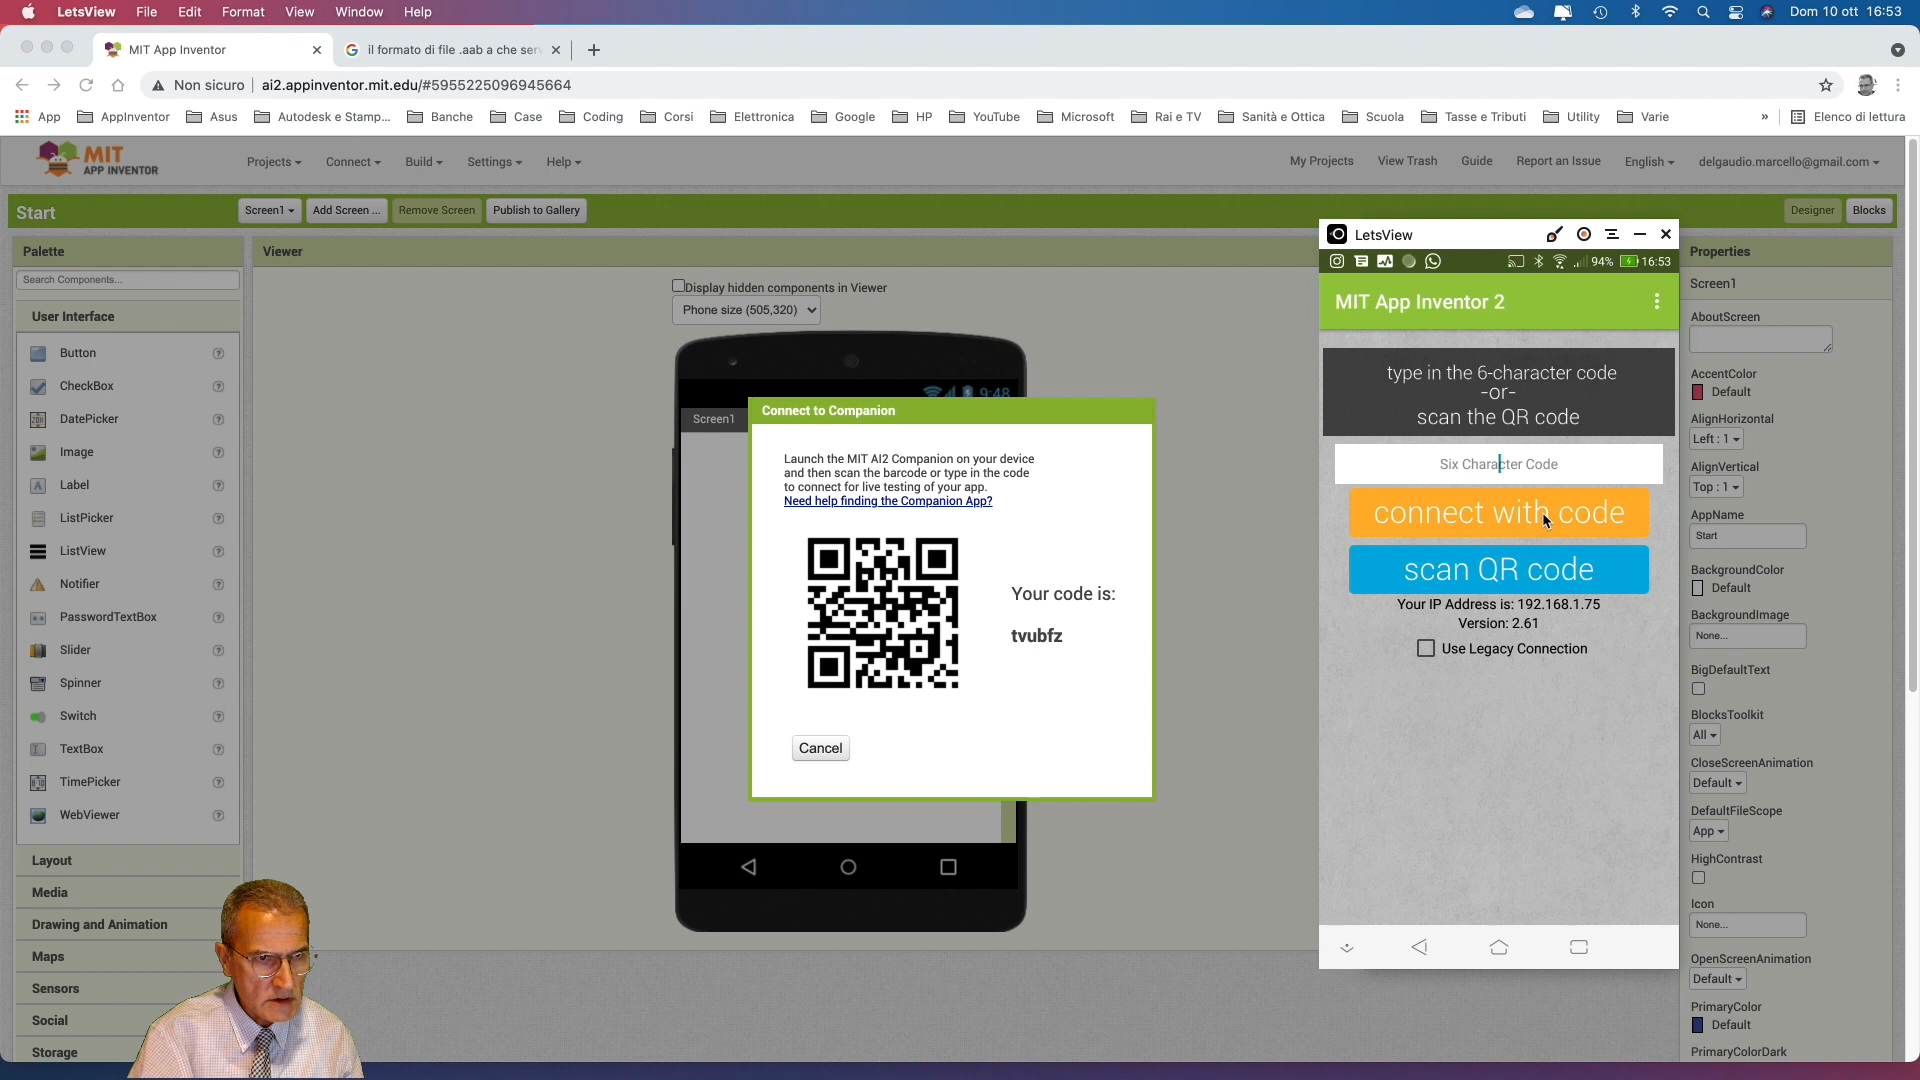 LetsView File Edit Format View Window Help
Dom 10 ott 16:53
MIT App Inventor
il formato di file .aab a che serv
Non sicuro ai2.appinventor.mit.edu/#5955225096945664
App AppInventor Asus Autodesk e Stamp... Banche Case Coding Corsi Elettronica Google HP YouTube Microsoft Rai e TV Sanità e Ottica Scuola Tasse e Tributi Utility Varie » Elenco di lettura
MIT
APP INVENTOR
Projects Connect Build Settings Help
My Projects View Trash Guide Report an Issue English delgaudio.marcello@gmail.com
Start
Screen1 Add Screen ... Remove Screen Publish to Gallery
Designer Blocks
Palette
Search Components...
User Interface
Button
CheckBox
DatePicker
Image
Label
ListPicker
ListView
Notifier
PasswordTextBox
Slider
Spinner
Switch
TextBox
TimePicker
WebViewer
Layout
Media
Drawing and Animation
Maps
Sensors
Social
Storage
Viewer
Display hidden components in Viewer
Phone size (505,320)
9:48
Screen1
Connect to Companion
Launch the MIT AI2 Companion on your device
and then scan the barcode or type in the code
to connect for live testing of your app.
Need help finding the Companion App?
Your code is:
tvubfz
Cancel
LetsView
94% 16:53
MIT App Inventor 2
type in the 6-character code
-or-
scan the QR code
Six Character Code
connect with code
scan QR code
Your IP Address is: 192.168.1.75
Version: 2.61
Use Legacy Connection
Properties
Screen1
AboutScreen
AccentColor
Default
AlignHorizontal
Left : 1
AlignVertical
Top : 1
AppName
Start
BackgroundColor
Default
BackgroundImage
None...
BigDefaultText
BlocksToolkit
All
CloseScreenAnimation
Default
DefaultFileScope
App
HighContrast
Icon
None...
OpenScreenAnimation
Default
PrimaryColor
Default
PrimaryColorDark